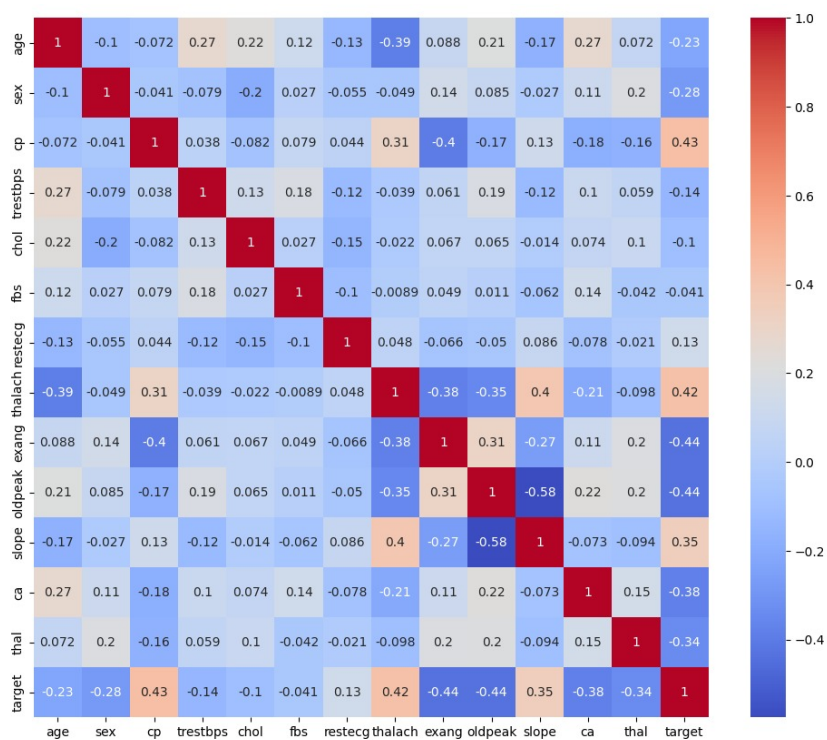 age 1 -0.1 -0.072 0.27 0.22 0.12 -0.13 -0.39 0.088 0.21 -0.17 0.27 0.072 -0.23
sex -0.1 1 -0.041 -0.079 -0.2 0.027 -0.055 -0.049 0.14 0.085 -0.027 0.11 0.2 -0.28
cp -0.072 -0.041 1 0.038 -0.082 0.079 0.044 0.31 -0.4 -0.17 0.13 -0.18 -0.16 0.43
trestbps 0.27 -0.079 0.038 1 0.13 0.18 -0.12 -0.039 0.061 0.19 -0.12 0.1 0.059 -0.14
chol 0.22 -0.2 -0.082 0.13 1 0.027 -0.15 -0.022 0.067 0.065 -0.014 0.074 0.1 -0.1
fbs 0.12 0.027 0.079 0.18 0.027 1 -0.1 -0.0089 0.049 0.011 -0.062 0.14 -0.042 -0.041
restecg -0.13 -0.055 0.044 -0.12 -0.15 -0.1 1 0.048 -0.066 -0.05 0.086 -0.078 -0.021 0.13
thalach -0.39 -0.049 0.31 -0.039 -0.022 -0.0089 0.048 1 -0.38 -0.35 0.4 -0.21 -0.098 0.42
exang 0.088 0.14 -0.4 0.061 0.067 0.049 -0.066 -0.38 1 0.31 -0.27 0.11 0.2 -0.44
oldpeak 0.21 0.085 -0.17 0.19 0.065 0.011 -0.05 -0.35 0.31 1 -0.58 0.22 0.2 -0.44
slope -0.17 -0.027 0.13 -0.12 -0.014 -0.062 0.086 0.4 -0.27 -0.58 1 -0.073 -0.094 0.35
ca 0.27 0.11 -0.18 0.1 0.074 0.14 -0.078 -0.21 0.11 0.22 -0.073 1 0.15 -0.38
thal 0.072 0.2 -0.16 0.059 0.1 -0.042 -0.021 -0.098 0.2 0.2 -0.094 0.15 1 -0.34
target -0.23 -0.28 0.43 -0.14 -0.1 -0.041 0.13 0.42 -0.44 -0.44 0.35 -0.38 -0.34 1
age sex cp trestbps chol fbs restecg thalach exang oldpeak slope ca thal target
1.0
0.8
0.6
0.4
0.2
0.0
−0.2
−0.4